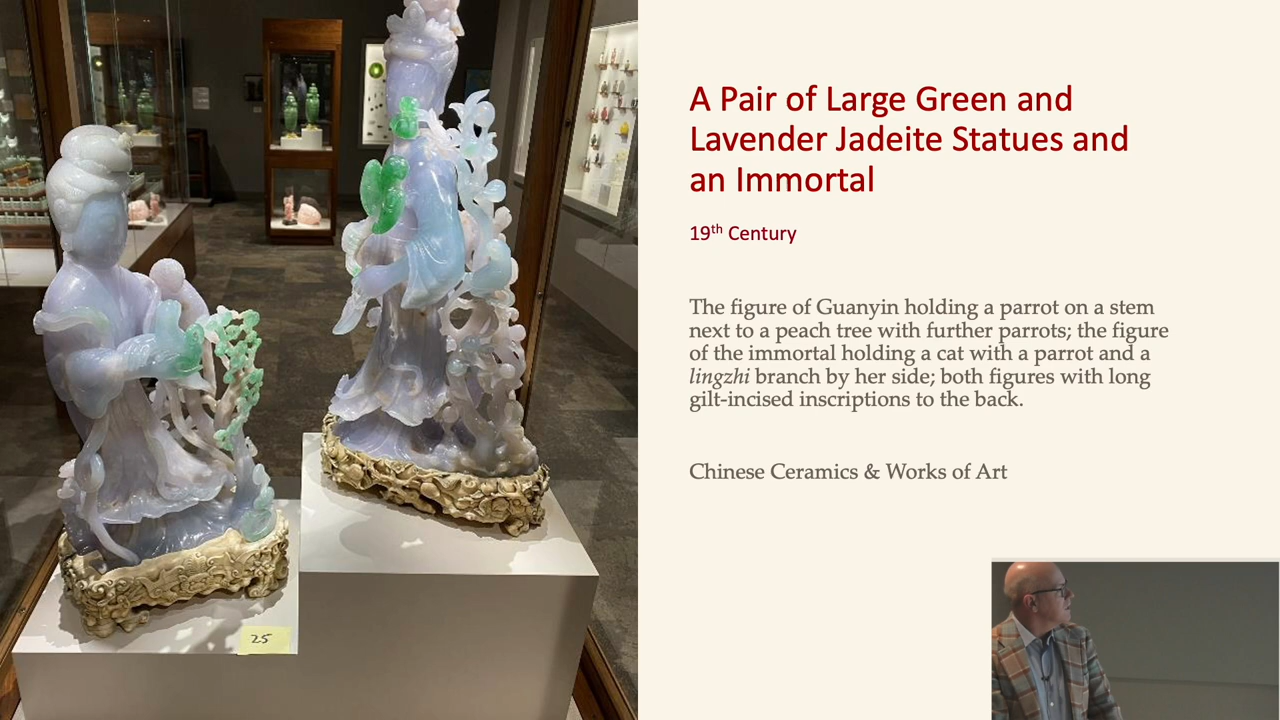 A Pair of Large Green and
Lavender Jadeite Statues and
an Immortal
19th Century
The figure of Guanyin holding a parrot on a stem
next to a peach tree with further parrots; the figure
of the immortal holding a cat with a parrot and a
lingzhi branch by her side; both figures with long
gilt-incised inscriptions to the back.
Chinese Ceramics & Works of Art
25